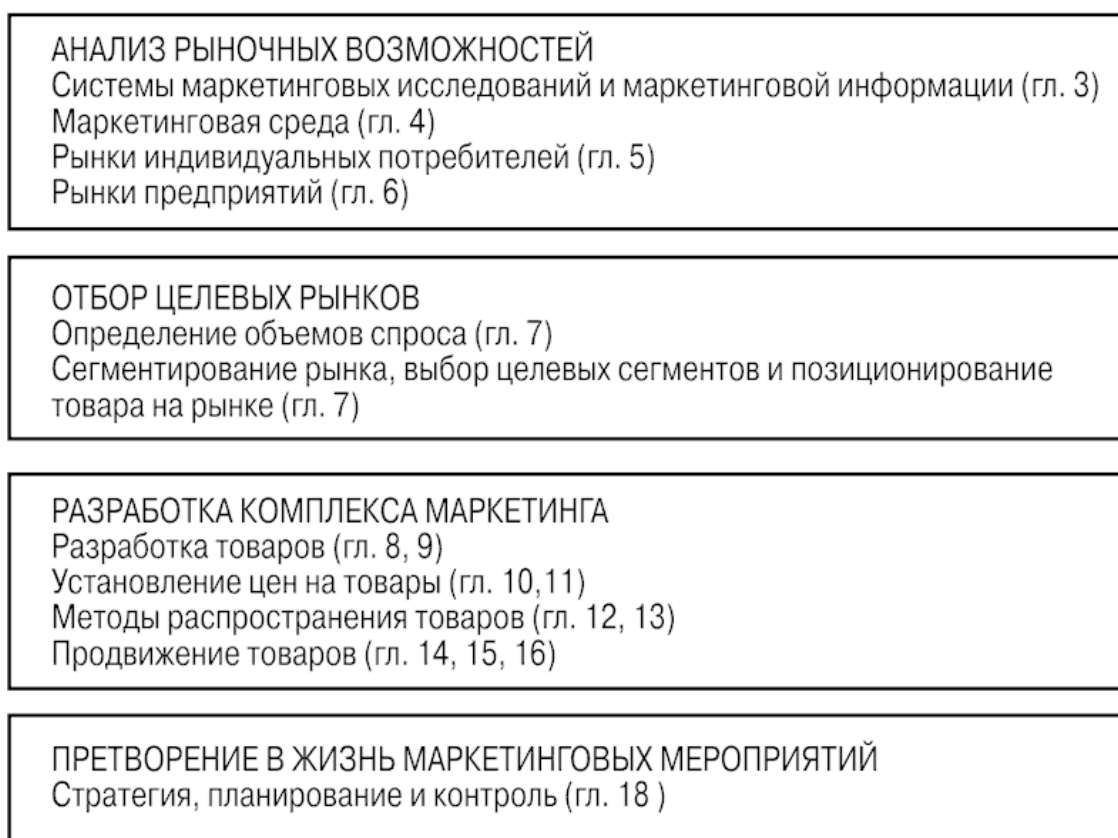 АНАЛИЗ РЫНОЧНЫХ ВОЗМОЖНОСТЕЙ
Системы маркетинговых исследований и маркетинговой информации (гл. 3)
Маркетинговая среда (гл. 4)
Рынки индивидуальных потребителей (гл. 5)
Рынки предприятий (гл. 6)
ОТБОР ЦЕЛЕВЫХ РЫНКОВ
Определение объемов спроса (гл. 7)
Сегментирование рынка, выбор целевых сегментов и позиционирование
товара на рынке (гл. 7)
РАЗРАБОТКА КОМПЛЕКСА МАРКЕТИНГА
Разработка товаров (гл. 8, 9)
Установление цен на товары (гл. 10,11)
Методы распространения товаров (гл. 12, 13)
Продвижение товаров (гл. 14, 15, 16)
ПРЕТВОРЕНИЕ В ЖИЗНЬ МАРКЕТИНГОВЫХ МЕРОПРИЯТИЙ
Стратегия, планирование и контроль (гл. 18 )